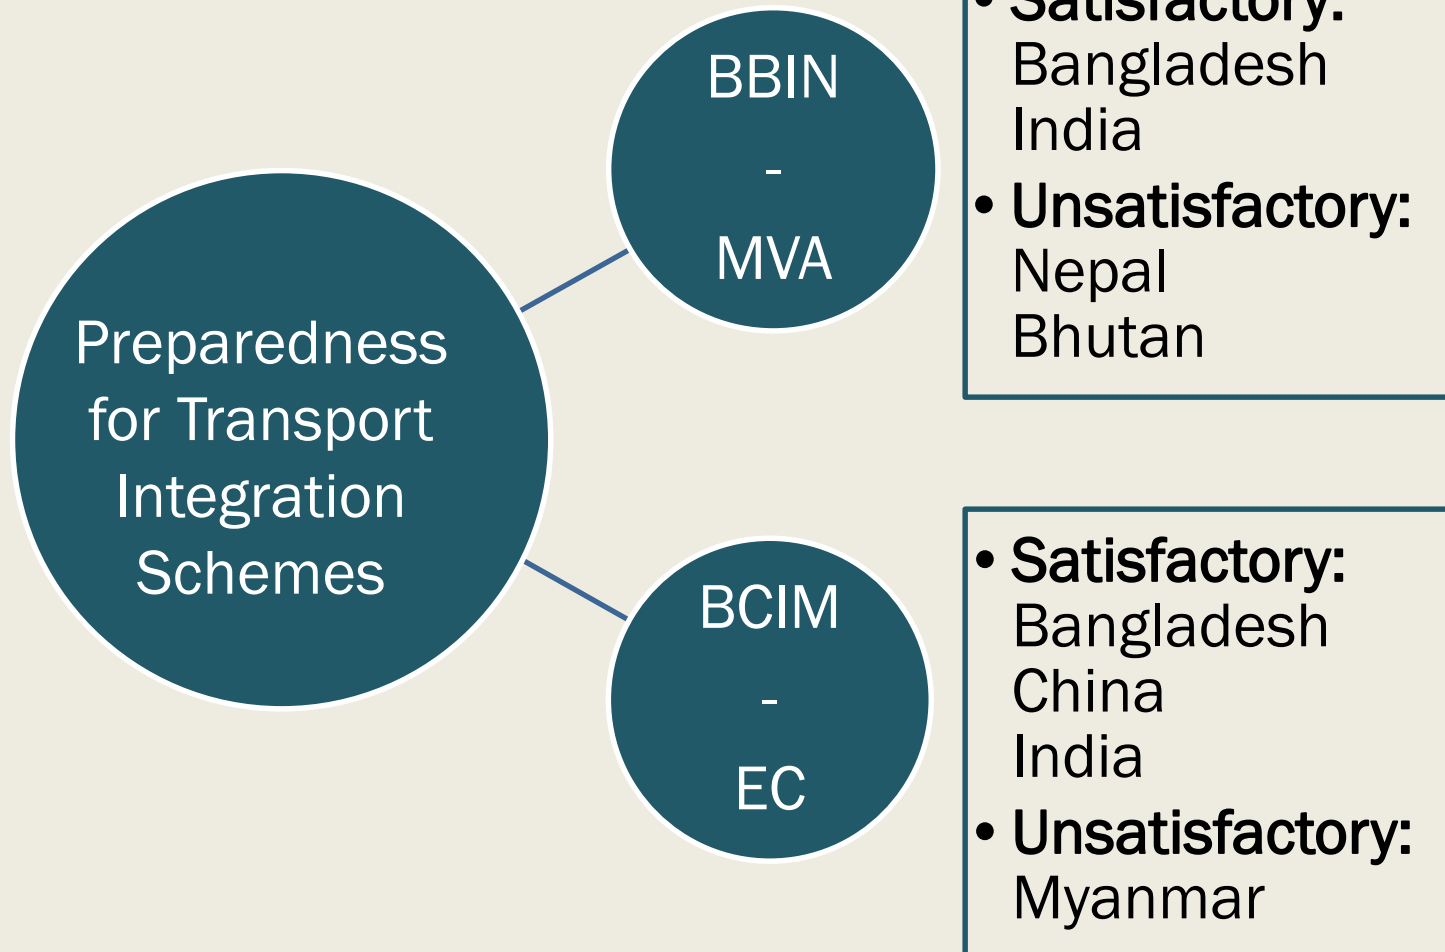 Preparedness
for Transport
Integration
Schemes
BBIN
-
MVA
• Satisfactory:
Bangladesh
India
• Unsatisfactory:
Nepal
Bhutan
BCIM
-
EC
• Satisfactory:
Bangladesh
China
India
• Unsatisfactory:
Myanmar